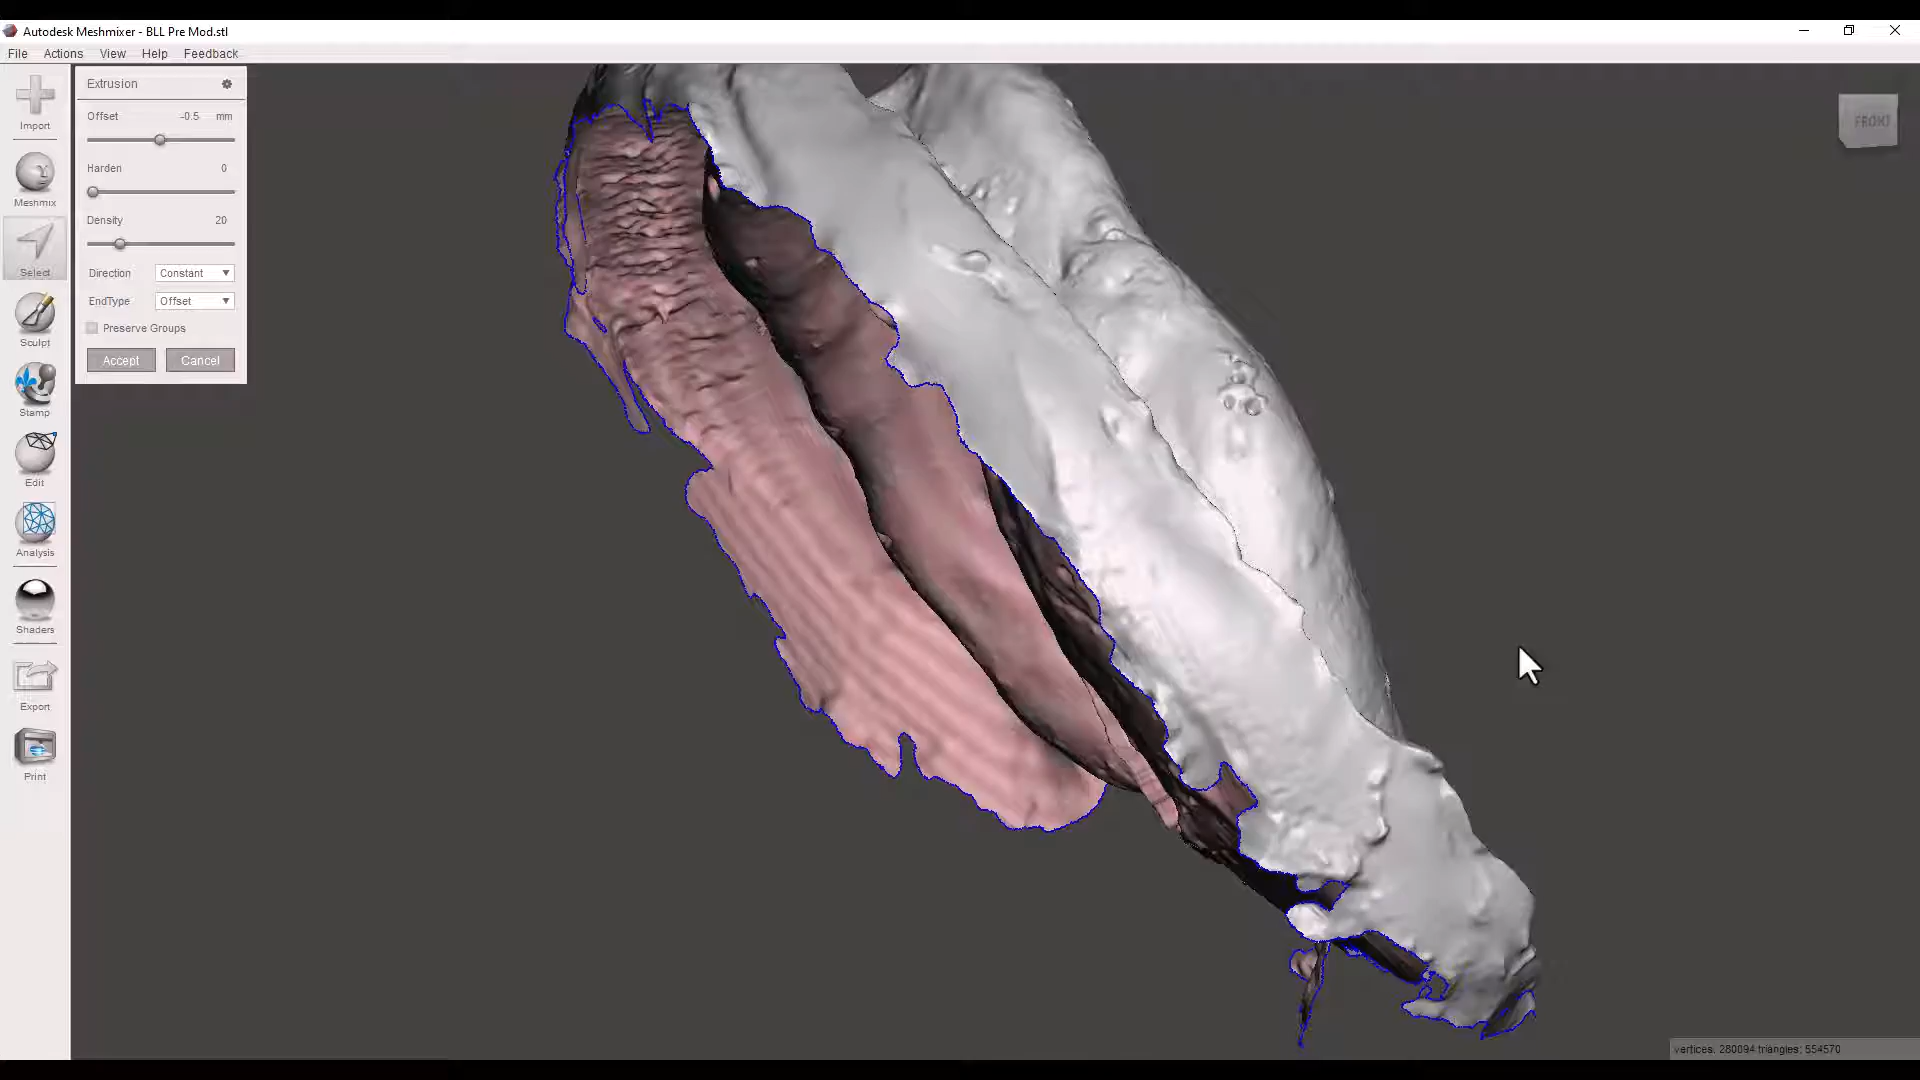 Autodesk Meshmixer - BLL Pre Mod.stl
File Actions View Help Feedback
Import
Meshmix
Select
Sculpt
Stamp
Edit
Analysis
Shaders
Export
Print
Extrusion
Offset -0.5 mm
Harden 0
Density 20
Direction Constant
EndType Offset
Preserve Groups
Accept Cancel
FRONT
vertices: 280094 triangles: 554570